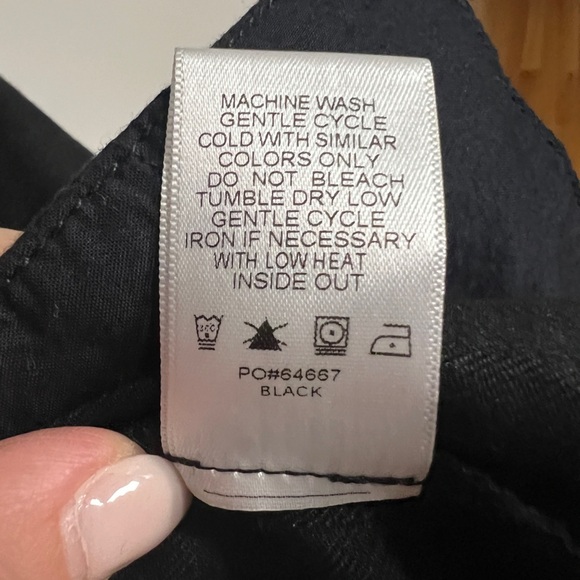 MACHINE WASH
GENTLE CYCLE
COLD WITH SIMILAR
COLORS ONLY
DO NOT BLEACH
TUMBLE DRY LOW
GENTLE CYCLE
IRON IF NECESSARY
WITH LOW HEAT
INSIDE OUT
PO#64667
BLACK